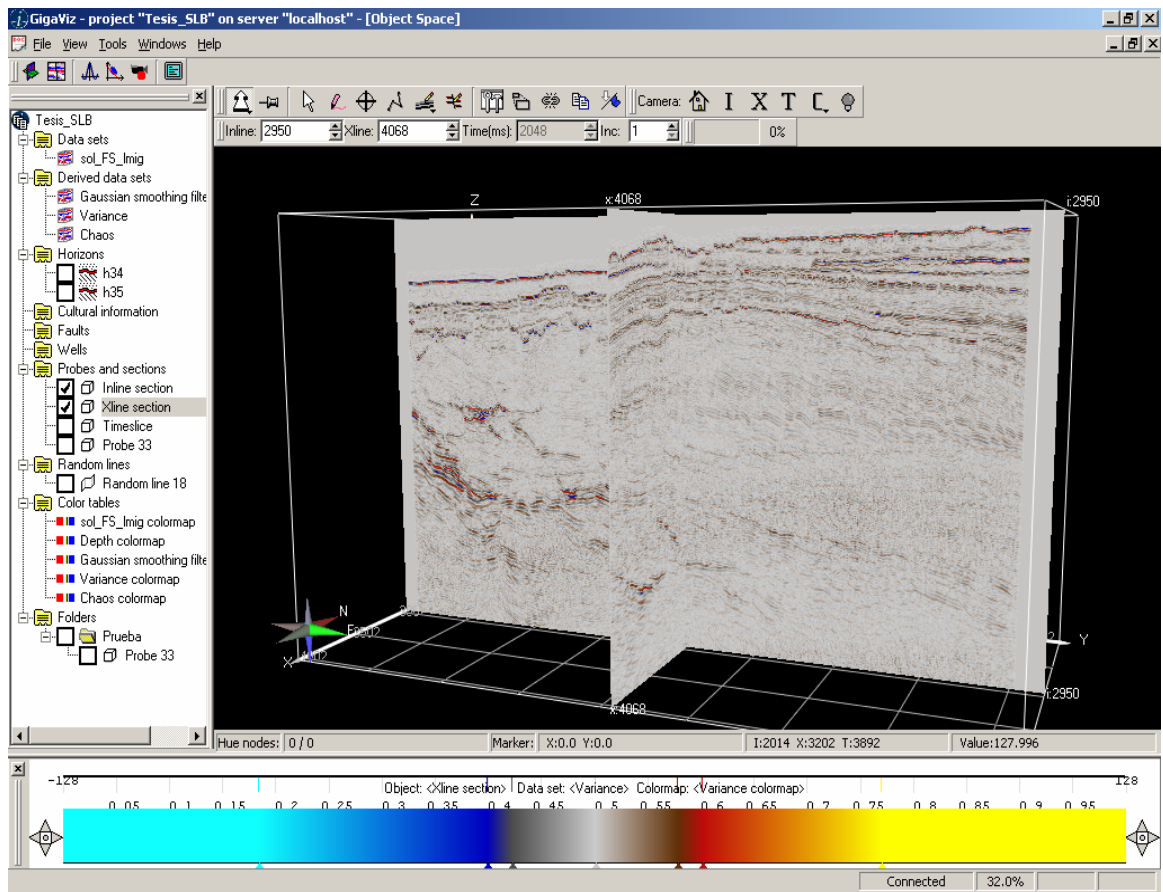 GigaViz - project "Tesis_SLB" on server "localhost" - [Object Space]
File View Tools Windows Help
Camera: I X T
Inline: 2950 Xline: 4068 Time(ms): 2048 Inc: 1 0%
Tesis_SLB
Data sets
sol_FS_Imig
Derived data sets
Gaussian smoothing filte
Variance
Chaos
Horizons
h34
h35
Cultural information
Faults
Wells
Probes and sections
Inline section
Xline section
Timeslice
Probe 33
Random lines
Random line 18
Color tables
sol_FS_Imig colormap
Depth colormap
Gaussian smoothing filte
Variance colormap
Chaos colormap
Folders
Prueba
Probe 33
Z
x:4068
i:2950
N
E
X
Y
i:2950
x:4068
Hue nodes: 0 / 0 Marker: X:0.0 Y:0.0 I:2014 X:3202 T:3892 Value:127.996
-128 128
Object: <Xline section> Data set: <Variance> Colormap: <Variance colormap>
0.05 0.1 0.15 0.2 0.25 0.3 0.35 0.4 0.45 0.5 0.55 0.6 0.65 0.7 0.75 0.8 0.85 0.9 0.95
Connected 32.0%